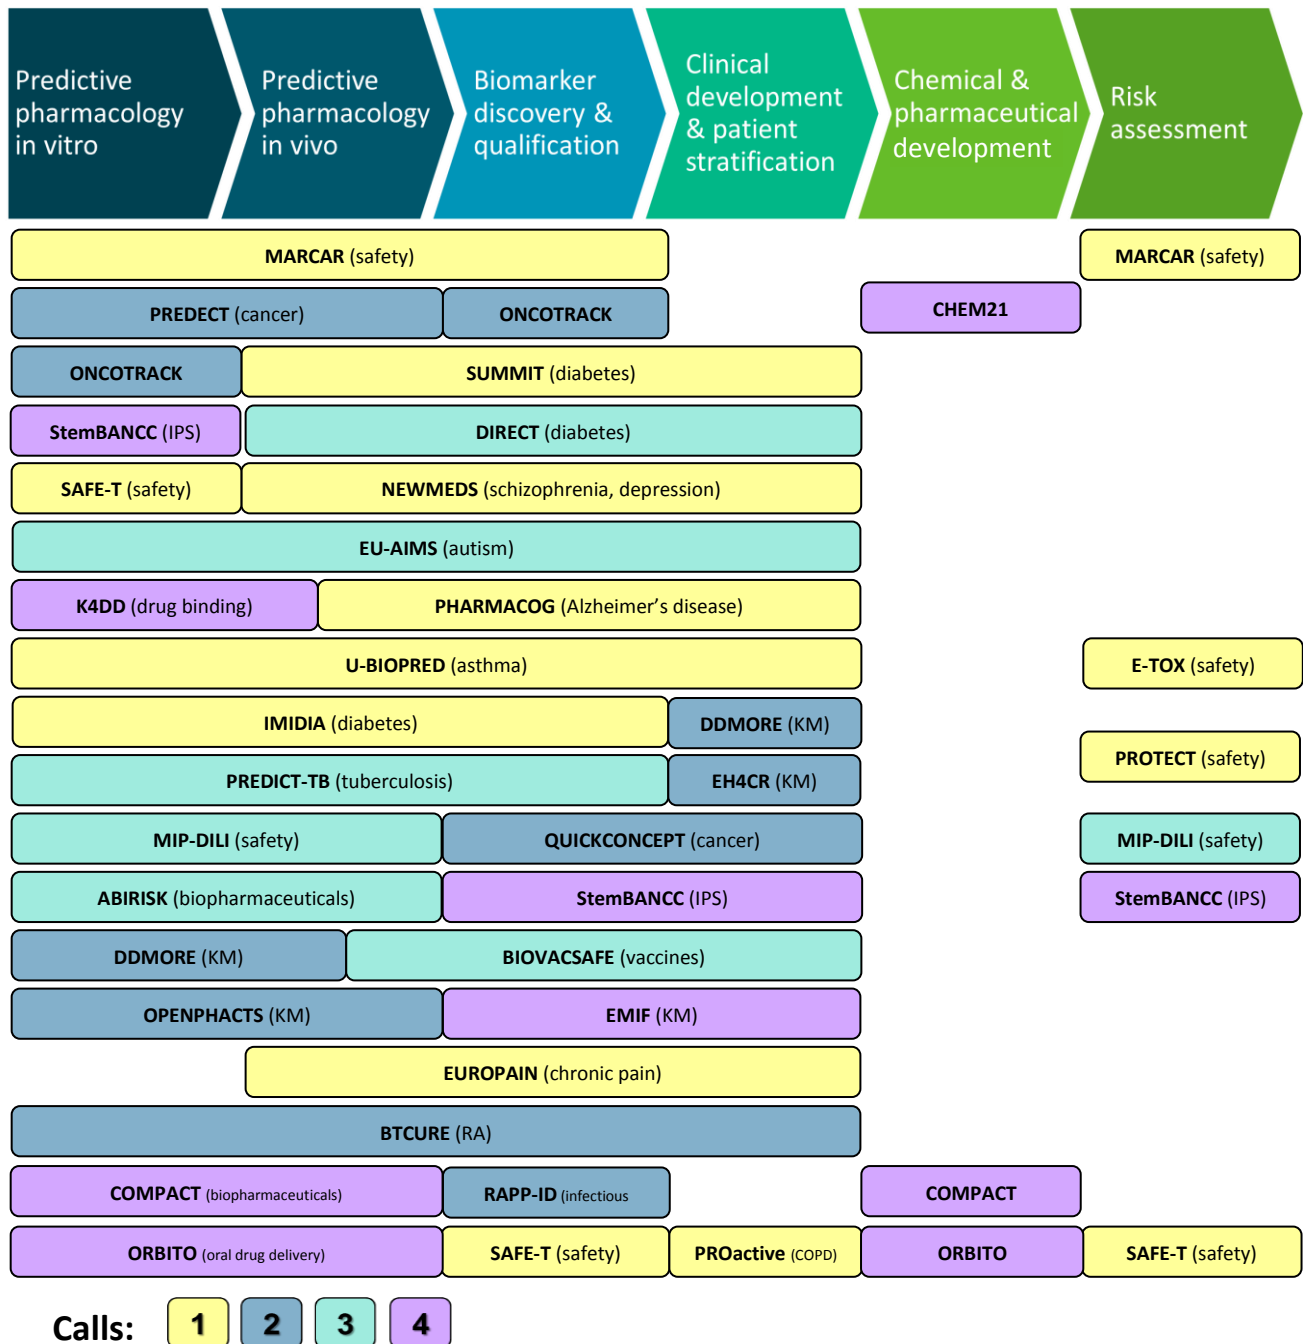 Predictive
pharmacology
in vitro
Predictive
pharmacology
in vivo
Biomarker
discovery &
qualification
Clinical
development
& patient
stratification
Chemical &
pharmaceutical
development
Risk
assessment
MARCAR (safety)
MARCAR (safety)
PREDECT (cancer)
ONCOTRACK
CHEM21
ONCOTRACK
SUMMIT (diabetes)
StemBANCC (IPS)
DIRECT (diabetes)
SAFE-T (safety)
NEWMEDS (schizophrenia, depression)
EU-AIMS (autism)
K4DD (drug binding)
PHARMACOG (Alzheimer's disease)
U-BIOPRED (asthma)
E-TOX (safety)
IMIDIA (diabetes)
DDMORE (KM)
PROTECT (safety)
PREDICT-TB (tuberculosis)
EH4CR (KM)
MIP-DILI (safety)
QUICKCONCEPT (cancer)
MIP-DILI (safety)
ABIRISK (biopharmaceuticals)
StemBANCC (IPS)
StemBANCC (IPS)
DDMORE (KM)
BIOVACSAFE (vaccines)
OPENPHACTS (KM)
EMIF (KM)
EUROPAIN (chronic pain)
BTCURE (RA)
COMPACT (biopharmaceuticals)
RAPP-ID (infectious
COMPACT
ORBITO (oral drug delivery)
SAFE-T (safety)
PROactive (COPD)
ORBITO
SAFE-T (safety)
Calls: 1 2 3 4